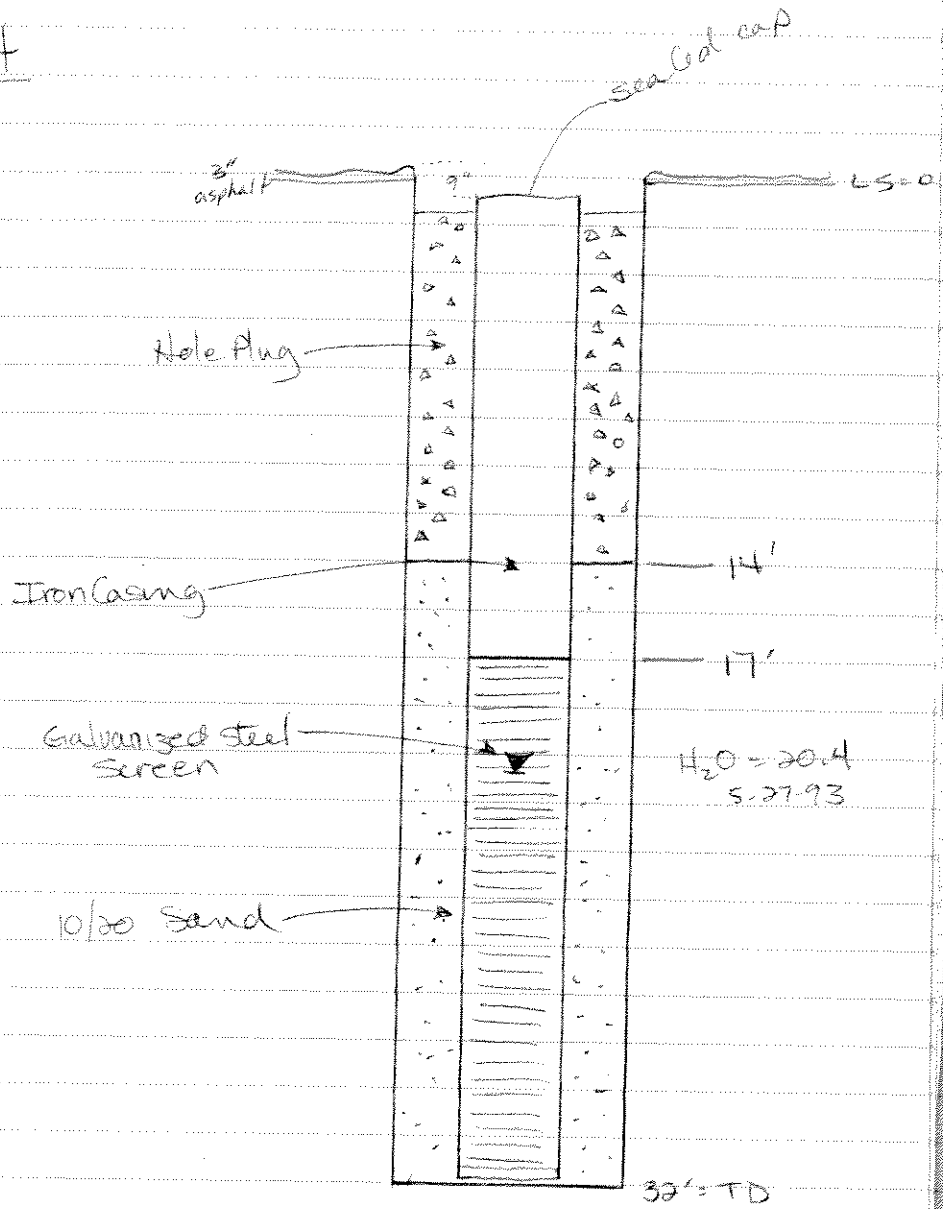 sealed cap
3"
asphalt
9"
LS=0
Hole Plug
14'
Iron Casing
17'
Galvanized steel
Screen
H₂O = 20.4
5.27.93
10/20 Sand
32'= TD